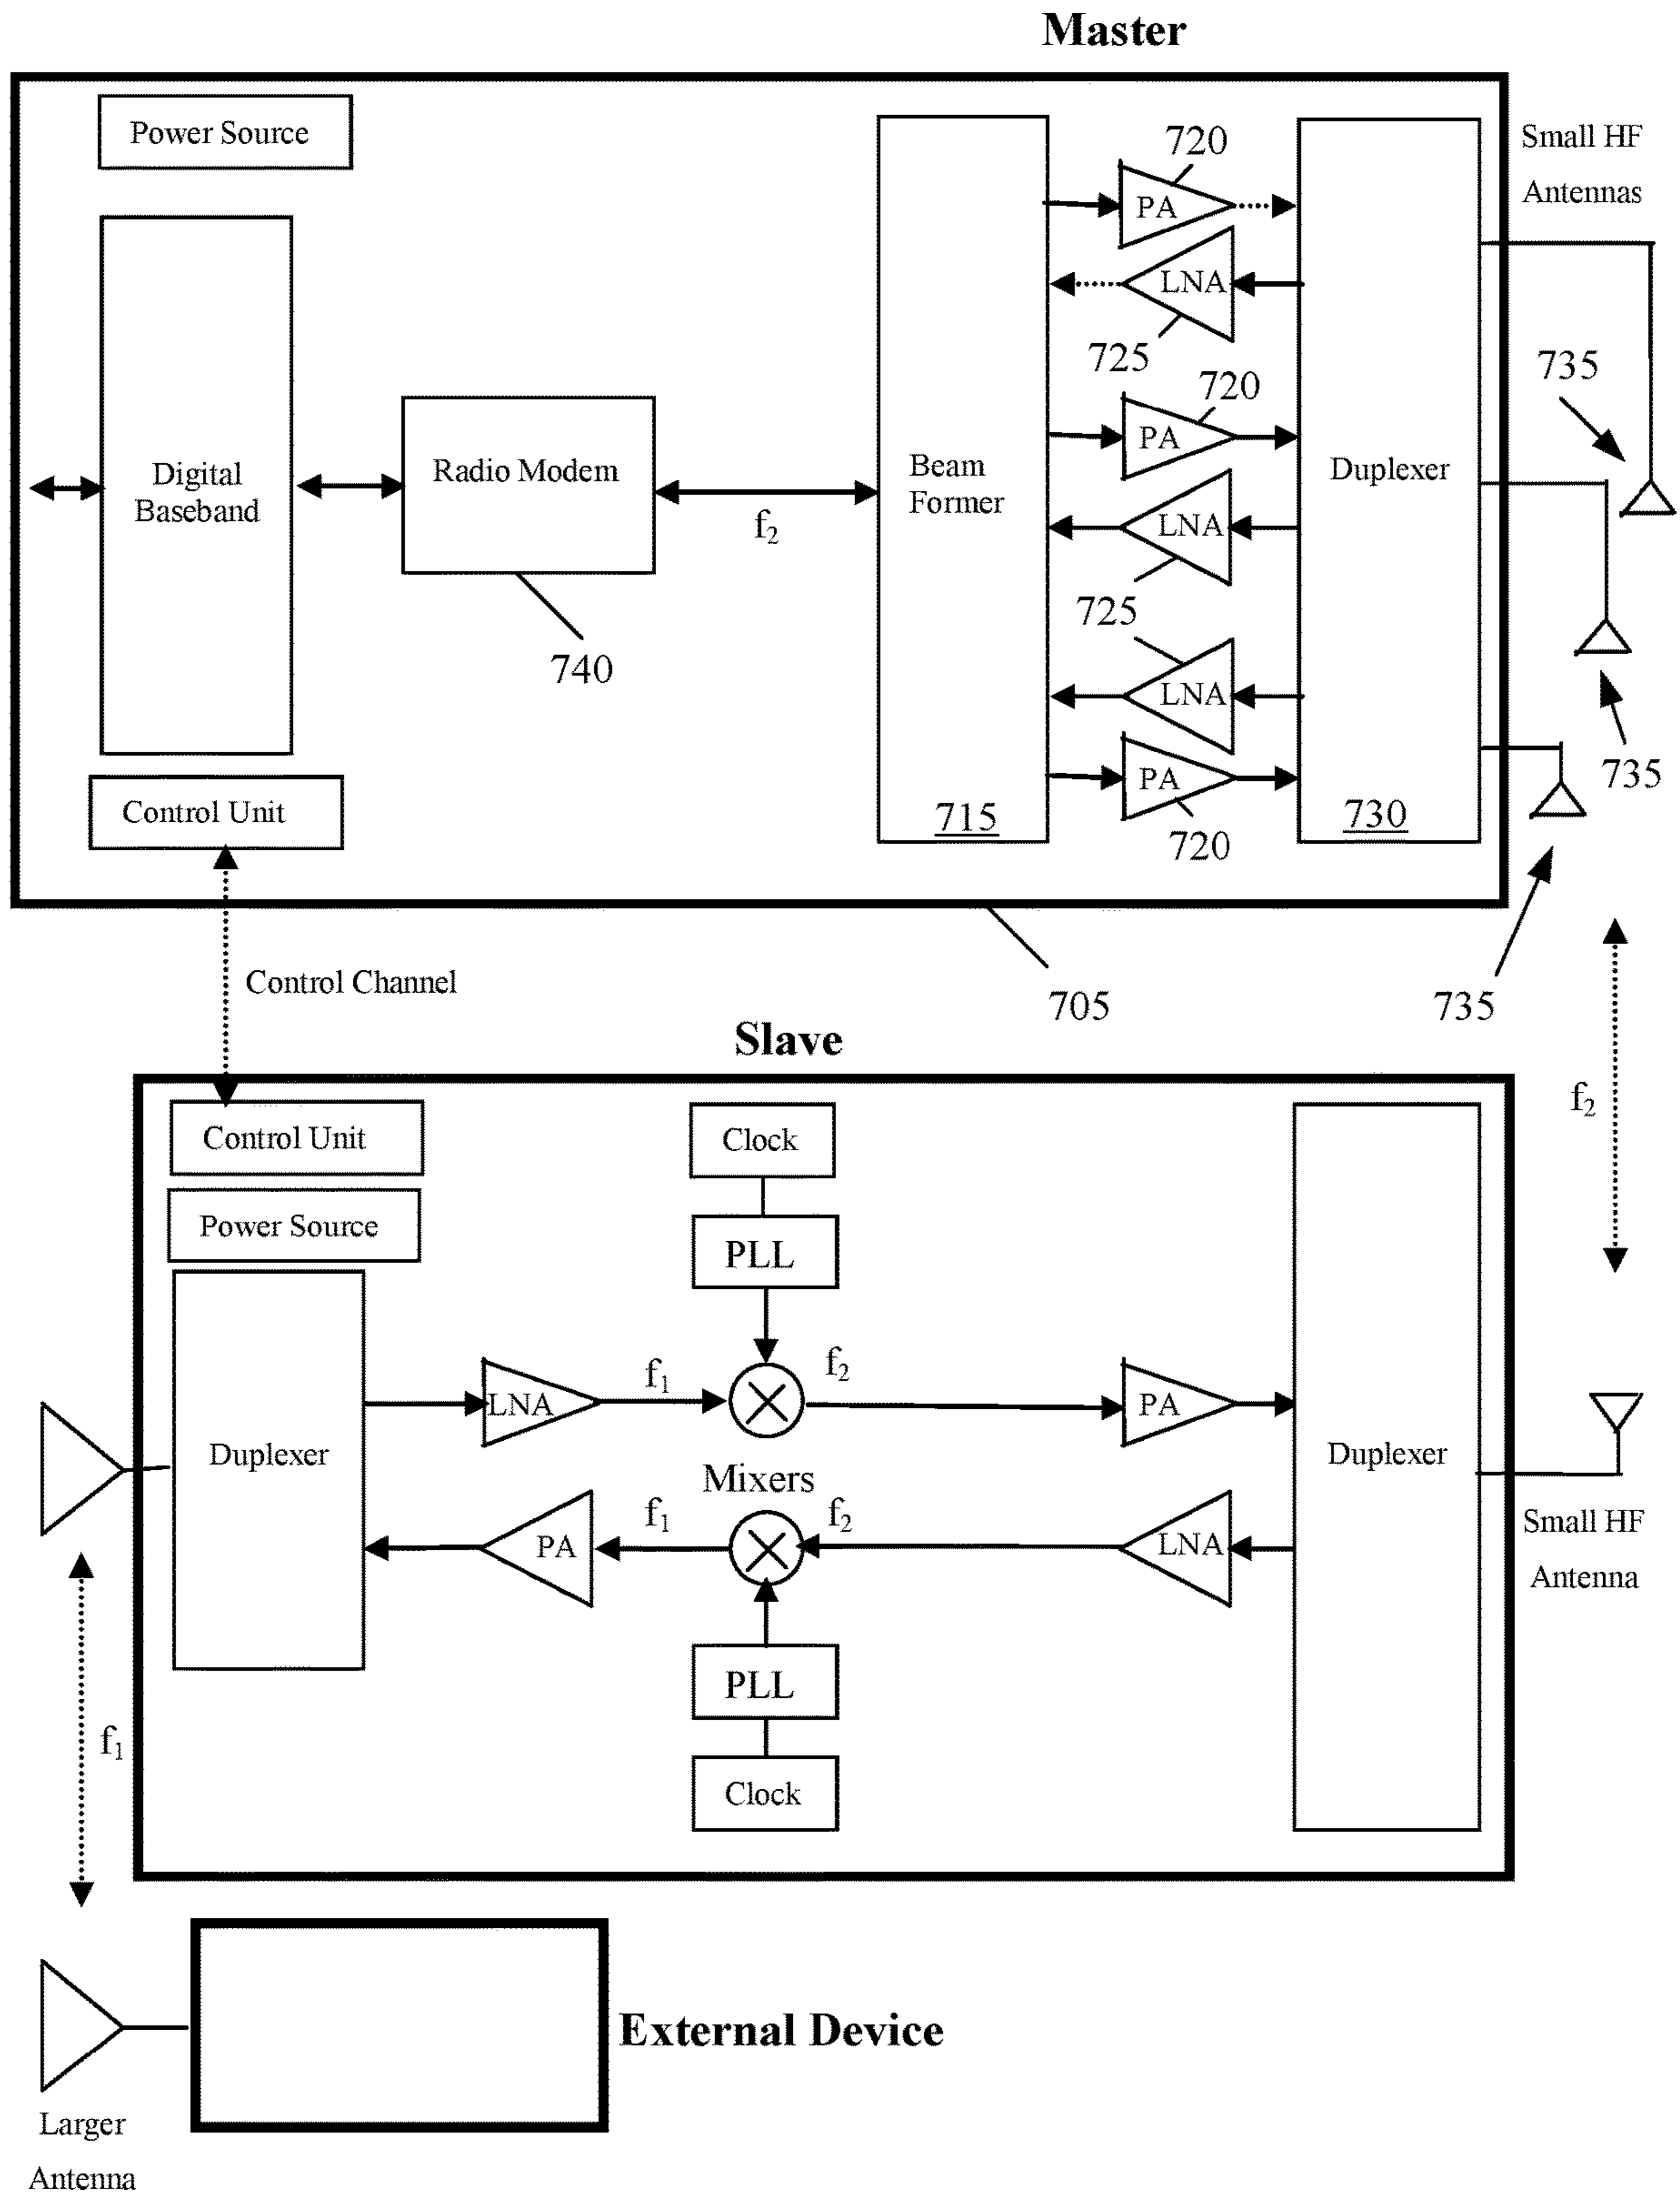 Master
Power Source
720
Small HF
Antennas
PA
LNA
725
735
720
PA
Digital
Baseband
Radio Modem
f2
Beam
Former
Duplexer
LNA
725
740
LNA
735
PA
Control Unit
715
730
720
Control Channel
705
735
Slave
f2
Control Unit
Clock
Power Source
PLL
f1
f2
LNA
PA
Duplexer
Duplexer
Mixers
f1
f2
PA
LNA
Small HF
Antenna
PLL
f1
Clock
External Device
Larger
Antenna